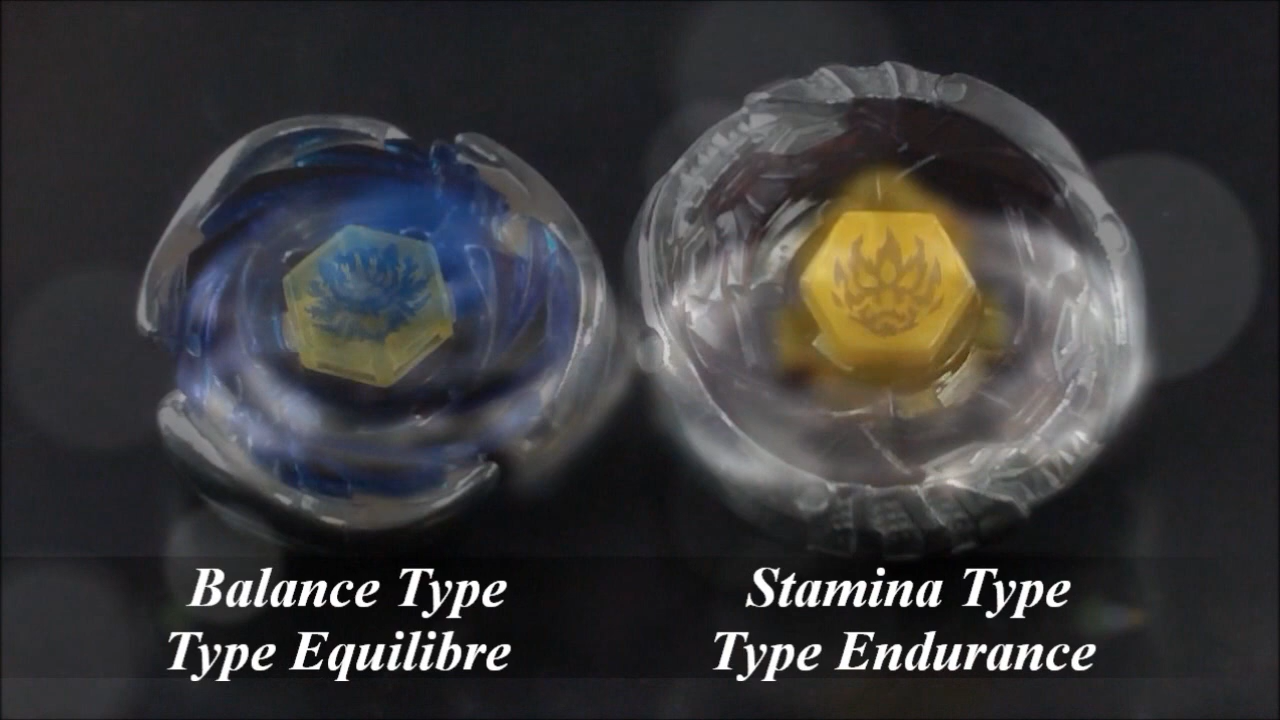 Balance Type
Type Equilibre
Stamina Type
Type Endurance